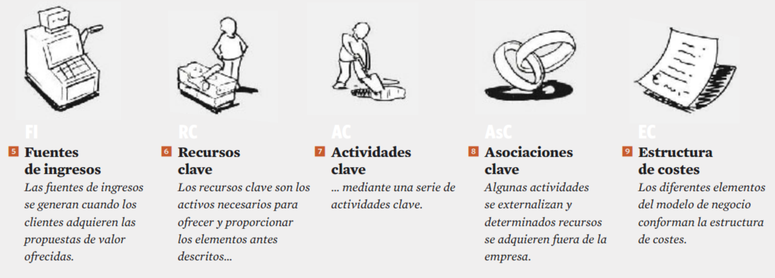 FI
5 Fuentes
de ingresos
Las fuentes de ingresos
se generan cuando los
clientes adquieren las
propuestas de valor
ofrecidas.
RC
6 Recursos
clave
Los recursos clave son los
activos necesarios para
ofrecer y proporcionar
los elementos antes
descritos...
AC
7 Actividades
clave
... mediante una serie de
actividades clave.
AsC
8 Asociaciones
clave
Algunas actividades
se externalizan y
determinados recursos
se adquieren fuera de la
empresa.
EC
9 Estructura
de costes
Los diferentes elementos
del modelo de negocio
conforman la estructura
de costes.